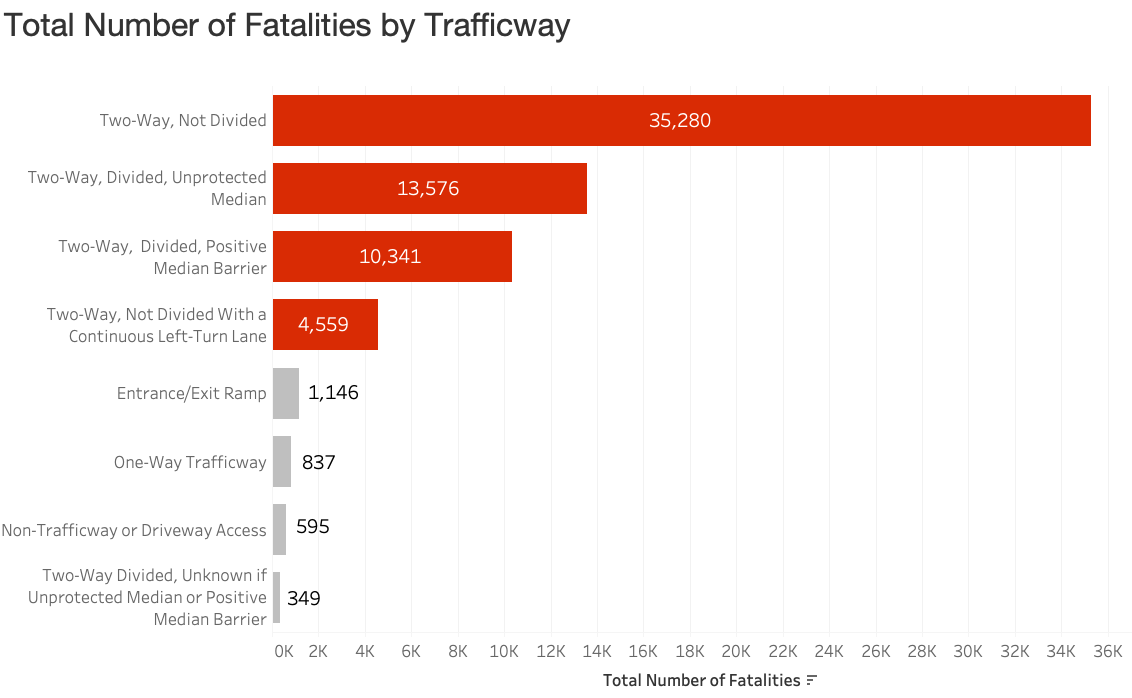 Total Number of Fatalities by Trafficway
Two-Way, Not Divided
35,280
Two-Way, Divided, Unprotected
Median
13,576
Two-Way,  Divided, Positive
Median Barrier
10,341
Two-Way, Not Divided With a
Continuous Left-Turn Lane
4,559
Entrance/Exit Ramp
1,146
One-Way Trafficway
837
Non-Trafficway or Driveway Access
595
Two-Way Divided, Unknown if
Unprotected Median or Positive
Median Barrier
349
0K 2K 4K 6K 8K 10K 12K 14K 16K 18K 20K 22K 24K 26K 28K 30K 32K 34K 36K
Total Number of Fatalities